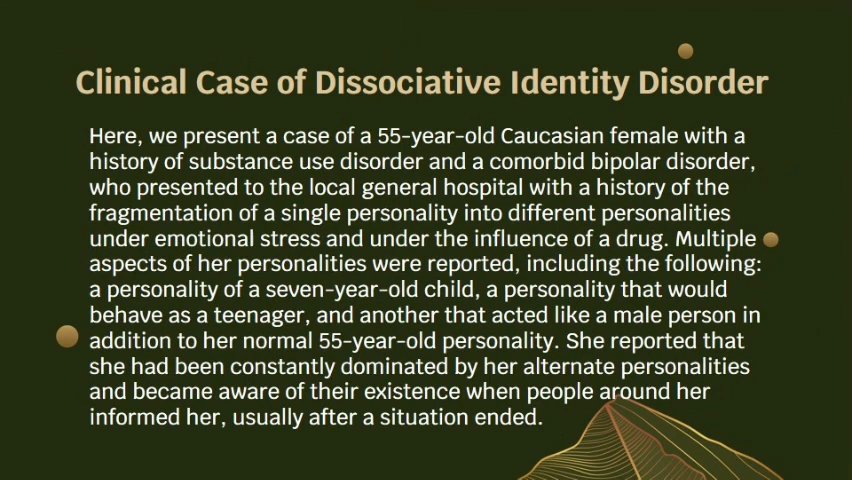 Clinical Case of Dissociative Identity Disorder
Here, we present a case of a 55-year-old Caucasian female with a
history of substance use disorder and a comorbid bipolar disorder,
who presented to the local general hospital with a history of the
fragmentation of a single personality into different personalities
under emotional stress and under the influence of a drug. Multiple
aspects of her personalities were reported, including the following:
a personality of a seven-year-old child, a personality that would
behave as a teenager, and another that acted like a male person in
addition to her normal 55-year-old personality. She reported that
she had been constantly dominated by her alternate personalities
and became aware of their existence when people around her
informed her, usually after a situation ended.